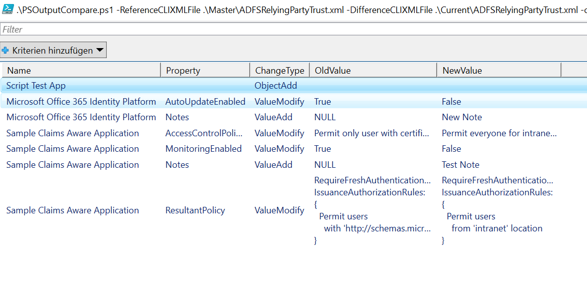 .\PSOutputCompare.ps1 -ReferenceCLIXMLFile .\Master\ADFSRelyingPartyTrust.xml -DifferenceCLIXMLFile .\Current\ADFSRelyingPartyTrust.xml -c
Filter
Kriterien hinzufügen
Name Property ChangeType OldValue NewValue
Script Test App ObjectAdd
Microsoft Office 365 Identity Platform AutoUpdateEnabled ValueModify True False
Microsoft Office 365 Identity Platform Notes ValueAdd NULL New Note
Sample Claims Aware Application AccessControlPoli... ValueModify Permit only user with certifi... Permit everyone for intrane...
Sample Claims Aware Application MonitoringEnabled ValueModify True False
Sample Claims Aware Application Notes ValueAdd NULL Test Note
Sample Claims Aware Application ResultantPolicy ValueModify
RequireFreshAuthentication...
IssuanceAuthorizationRules:
{
Permit users
with 'http://schemas.micr...
}
RequireFreshAuthentication...
IssuanceAuthorizationRules:
{
Permit users
from 'intranet' location
}